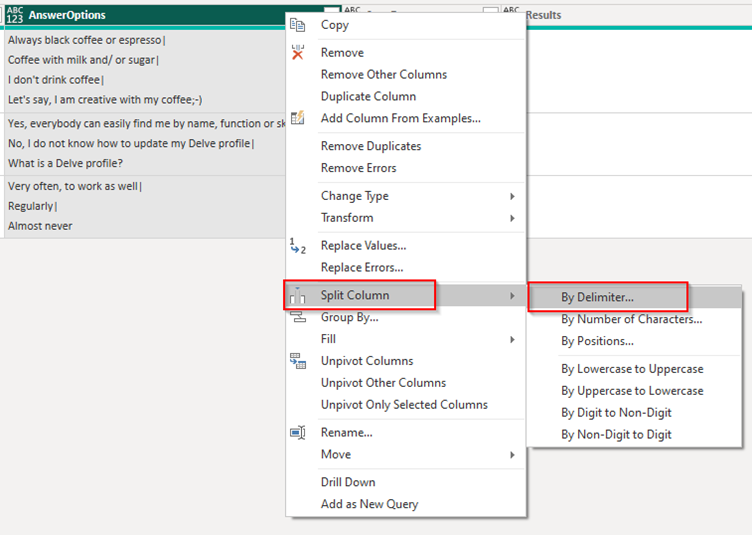 ABC
123
AnswerOptions
ABC
ABC
Results
Always black coffee or espresso|
Coffee with milk and/ or sugar|
I don't drink coffee|
Let's say, I am creative with my coffee;-)
Yes, everybody can easily find me by name, function or sk
No, I do not know how to update my Delve profile|
What is a Delve profile?
Very often, to work as well|
Regularly|
Almost never
Copy
Remove
Remove Other Columns
Duplicate Column
Add Column From Examples...
Remove Duplicates
Remove Errors
Change Type
Transform
1
2
Replace Values...
Replace Errors...
Split Column
Group By...
Fill
Unpivot Columns
Unpivot Other Columns
Unpivot Only Selected Columns
Rename...
Move
Drill Down
Add as New Query
By Delimiter...
By Number of Characters...
By Positions...
By Lowercase to Uppercase
By Uppercase to Lowercase
By Digit to Non-Digit
By Non-Digit to Digit